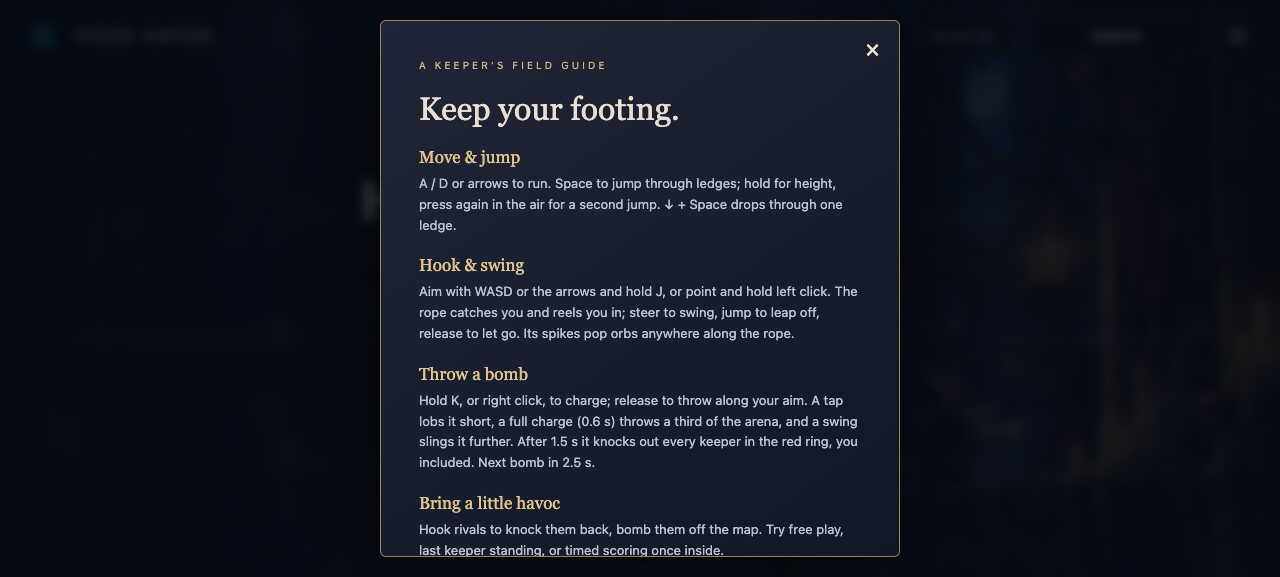 A KEEPER'S FIELD GUIDE
×
Keep your footing.
Move & jump
A / D or arrows to run. Space to jump through ledges; hold for height,
press again in the air for a second jump. ↓ + Space drops through one
ledge.
Hook & swing
Aim with WASD or the arrows and hold J, or point and hold left click. The
rope catches you and reels you in; steer to swing, jump to leap off,
release to let go. Its spikes pop orbs anywhere along the rope.
Throw a bomb
Hold K, or right click, to charge; release to throw along your aim. A tap
lobs it short, a full charge (0.6 s) throws a third of the arena, and a swing
slings it further. After 1.5 s it knocks out every keeper in the red ring, you
included. Next bomb in 2.5 s.
Bring a little havoc
Hook rivals to knock them back, bomb them off the map. Try free play,
last keeper standing, or timed scoring once inside.